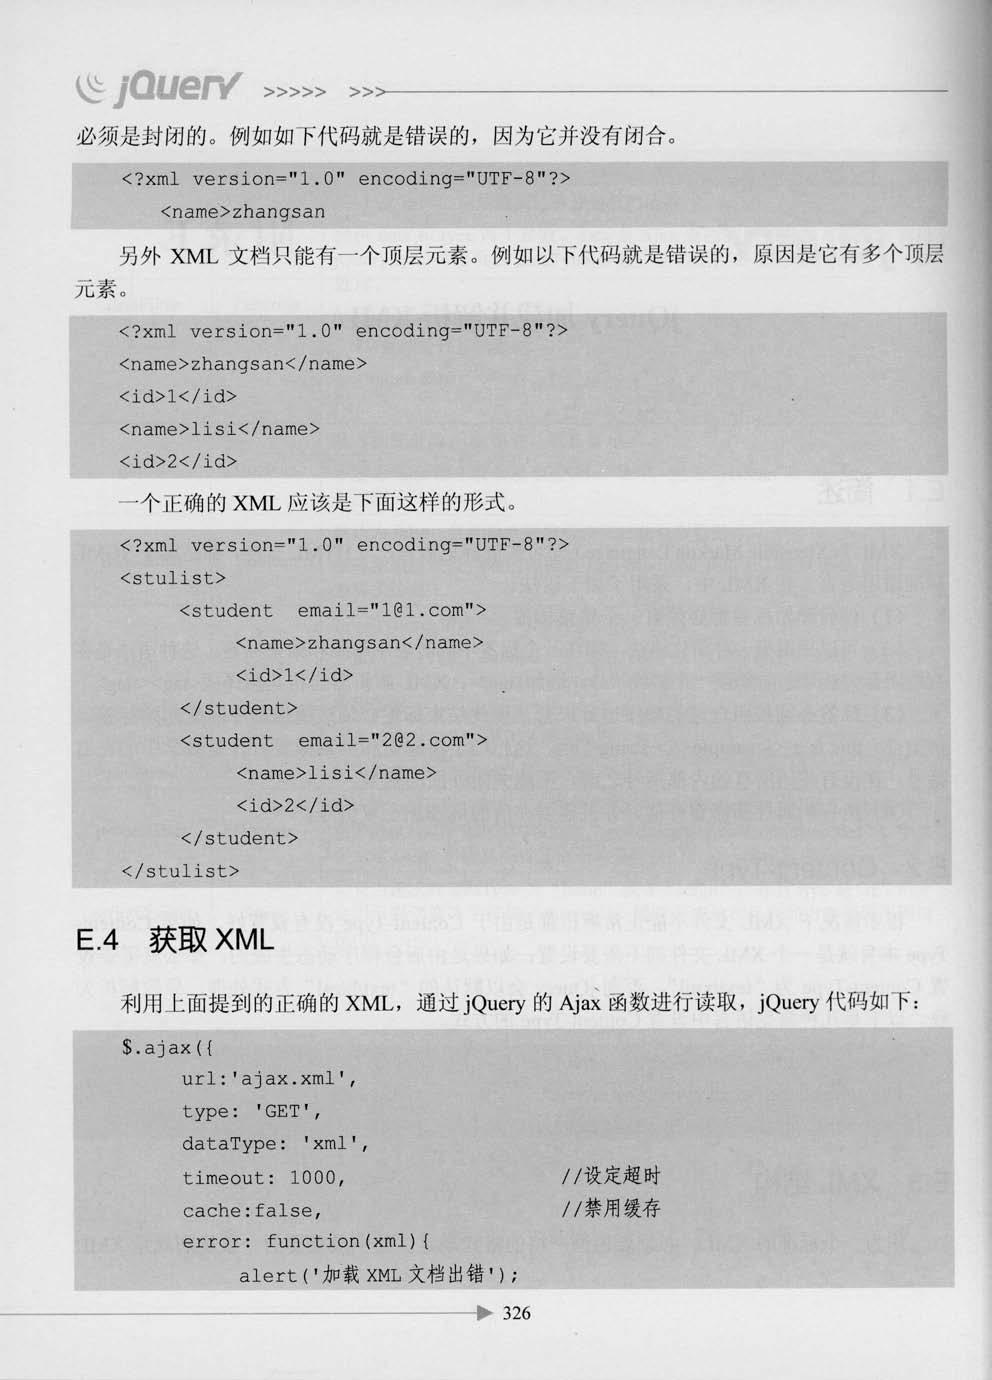 jQuery >>>>> >>>
必须是封闭的。例如如下代码就是错误的，因为它并没有闭合。
<?xml version="1.0" encoding="UTF-8"?>
<name>zhangsan
另外 XML 文档只能有一个顶层元素。例如以下代码就是错误的，原因是它有多个顶层
元素。
<?xml version="1.0" encoding="UTF-8"?>
<name>zhangsan</name>
<id>1</id>
<name>lisi</name>
<id>2</id>
一个正确的 XML 应该是下面这样的形式。
<?xml version="1.0" encoding="UTF-8"?>
<stulist>
<student email="1@1.com">
<name>zhangsan</name>
<id>1</id>
</student>
<student email="2@2.com">
<name>lisi</name>
<id>2</id>
</student>
</stulist>
E.4 获取 XML
利用上面提到的正确的 XML，通过 jQuery 的 Ajax 函数进行读取，jQuery 代码如下：
$.ajax({
url:'ajax.xml',
type: 'GET',
dataType: 'xml',
timeout: 1000, //设定超时
cache:false, //禁用缓存
error: function(xml){
alert('加载 XML 文档出错');
326